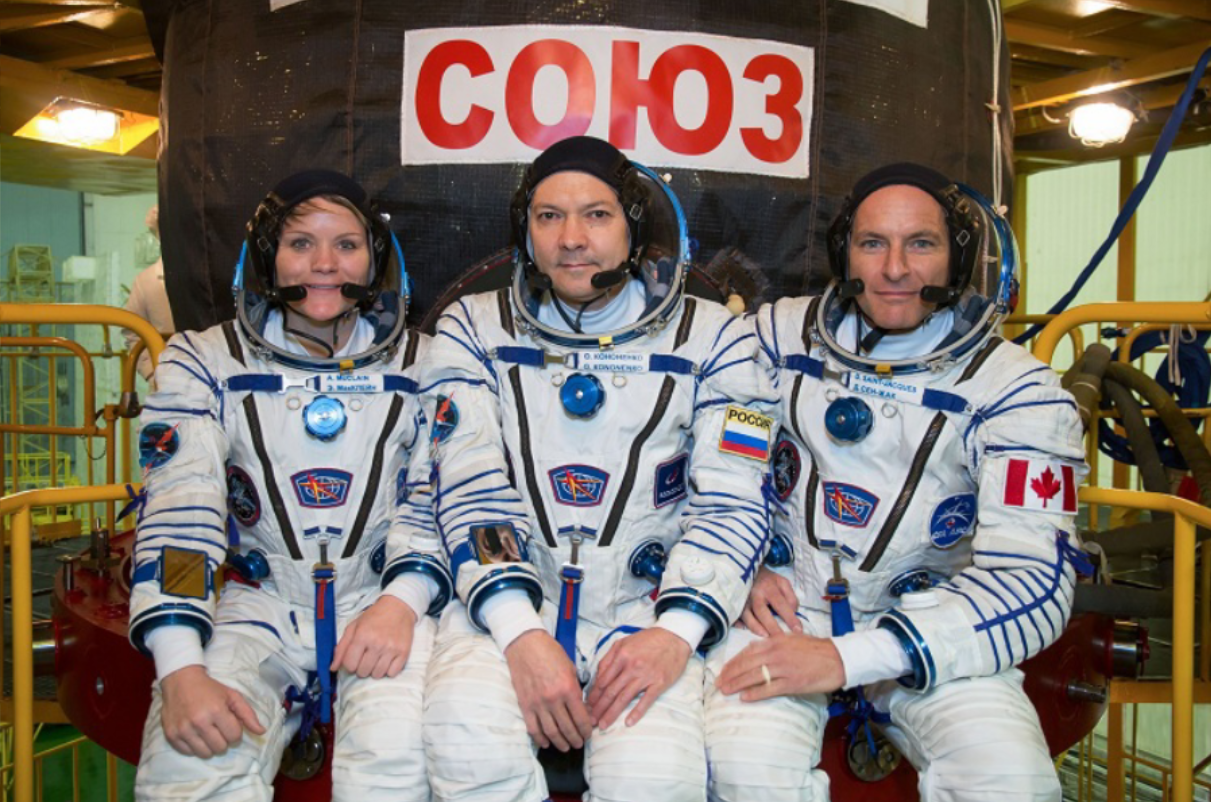 СОЮЗ
A. McCLAIN
Э. МакКЛЕЙН
О. КОНОНЕНКО
O. KONONENKO
D. SAINT-JACQUES
Д. СЕН-ЖАК
РОССИЯ